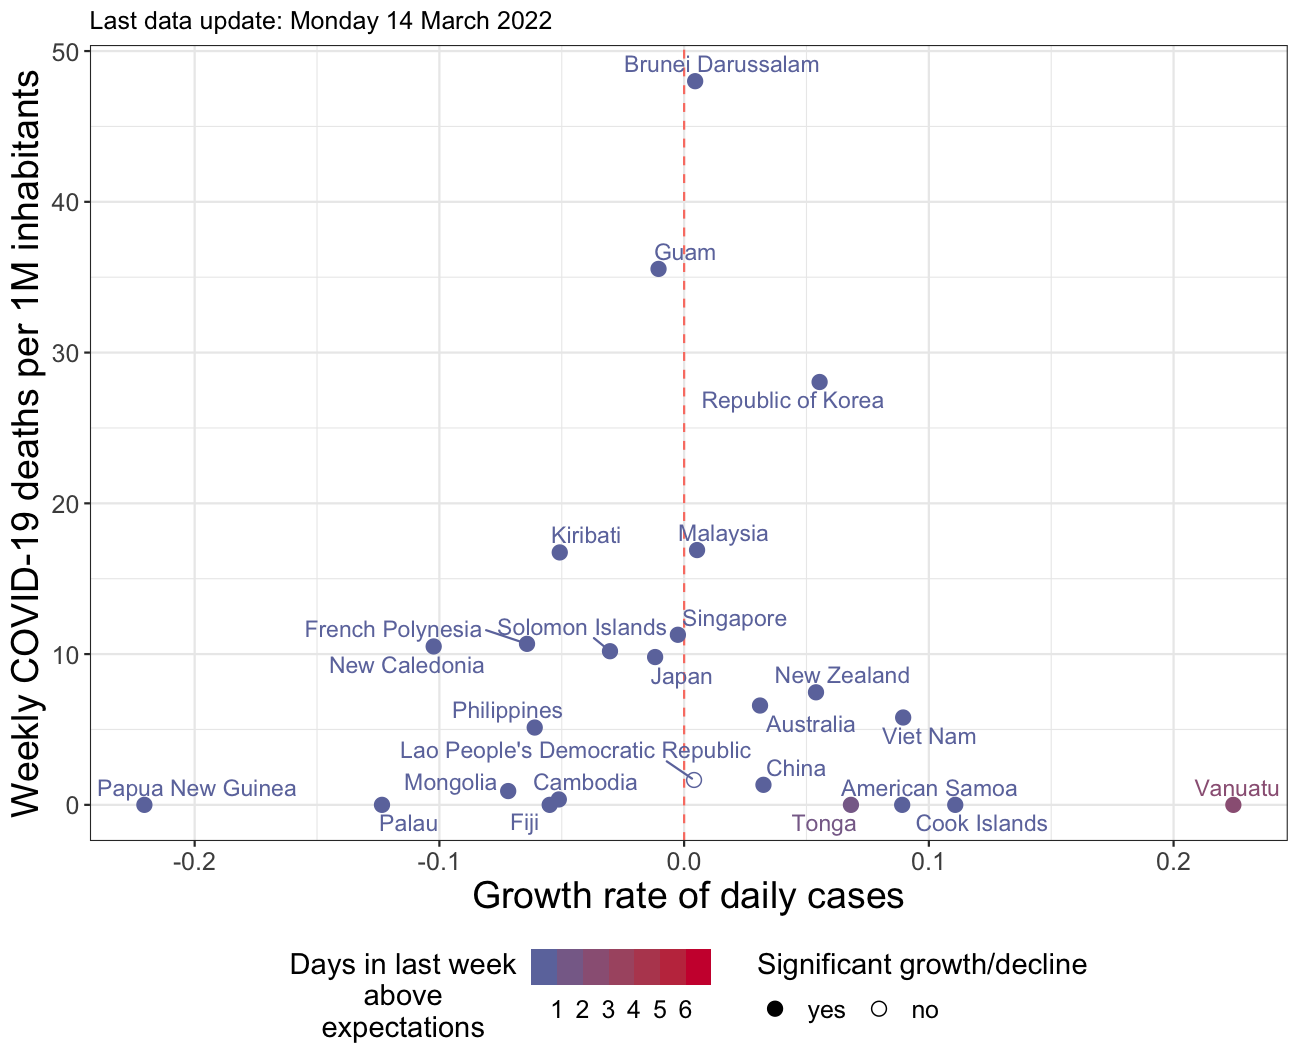 Last data update: Monday 14 March 2022
Weekly COVID-19 deaths per 1M inhabitants
50
40
30
20
10
0
Brunei Darussalam
Guam
Republic of Korea
Kiribati
Malaysia
Singapore
French Polynesia
Solomon Islands
New Caledonia
Japan
New Zealand
Philippines
Australia
Viet Nam
Lao People's Democratic Republic
China
Mongolia
Cambodia
Papua New Guinea
American Samoa
Vanuatu
Palau
Fiji
Tonga
Cook Islands
-0.2
-0.1
0.0
0.1
0.2
Growth rate of daily cases
Days in last week
above
expectations
1 2 3 4 5 6
Significant growth/decline
yes
no